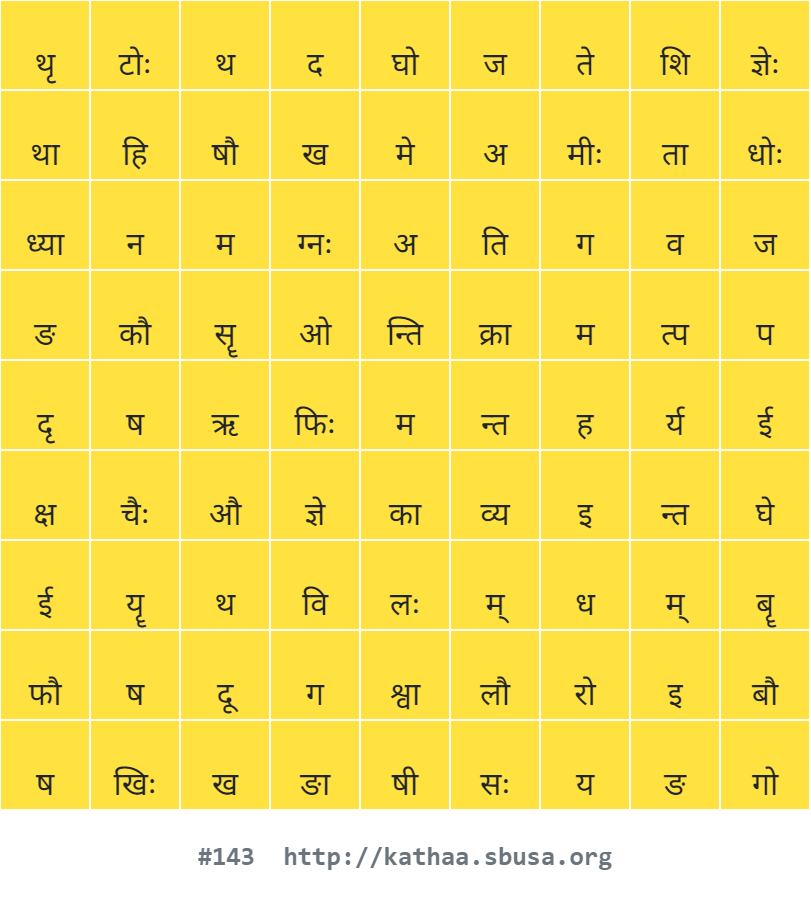 थृ टोः थ द घो ज ते शि ज्ञेः
था हि षौ ख मे अ मीः ता धोः
ध्या न म ग्नः अ ति ग व ज
ङ कौ सॄ ओ न्ति क्रा म त्प प
दृ ष ऋ फिः म न्त ह र्य ई
क्ष चैः औ ज्ञे का व्य इ न्त घे
ई यॄ थ वि लः म् ध म् बॄ
फौ ष दू ग श्वा लौ रो इ बौ
ष खिः ख ङा षी सः य ङ गो
#143 http://kathaa.sbusa.org